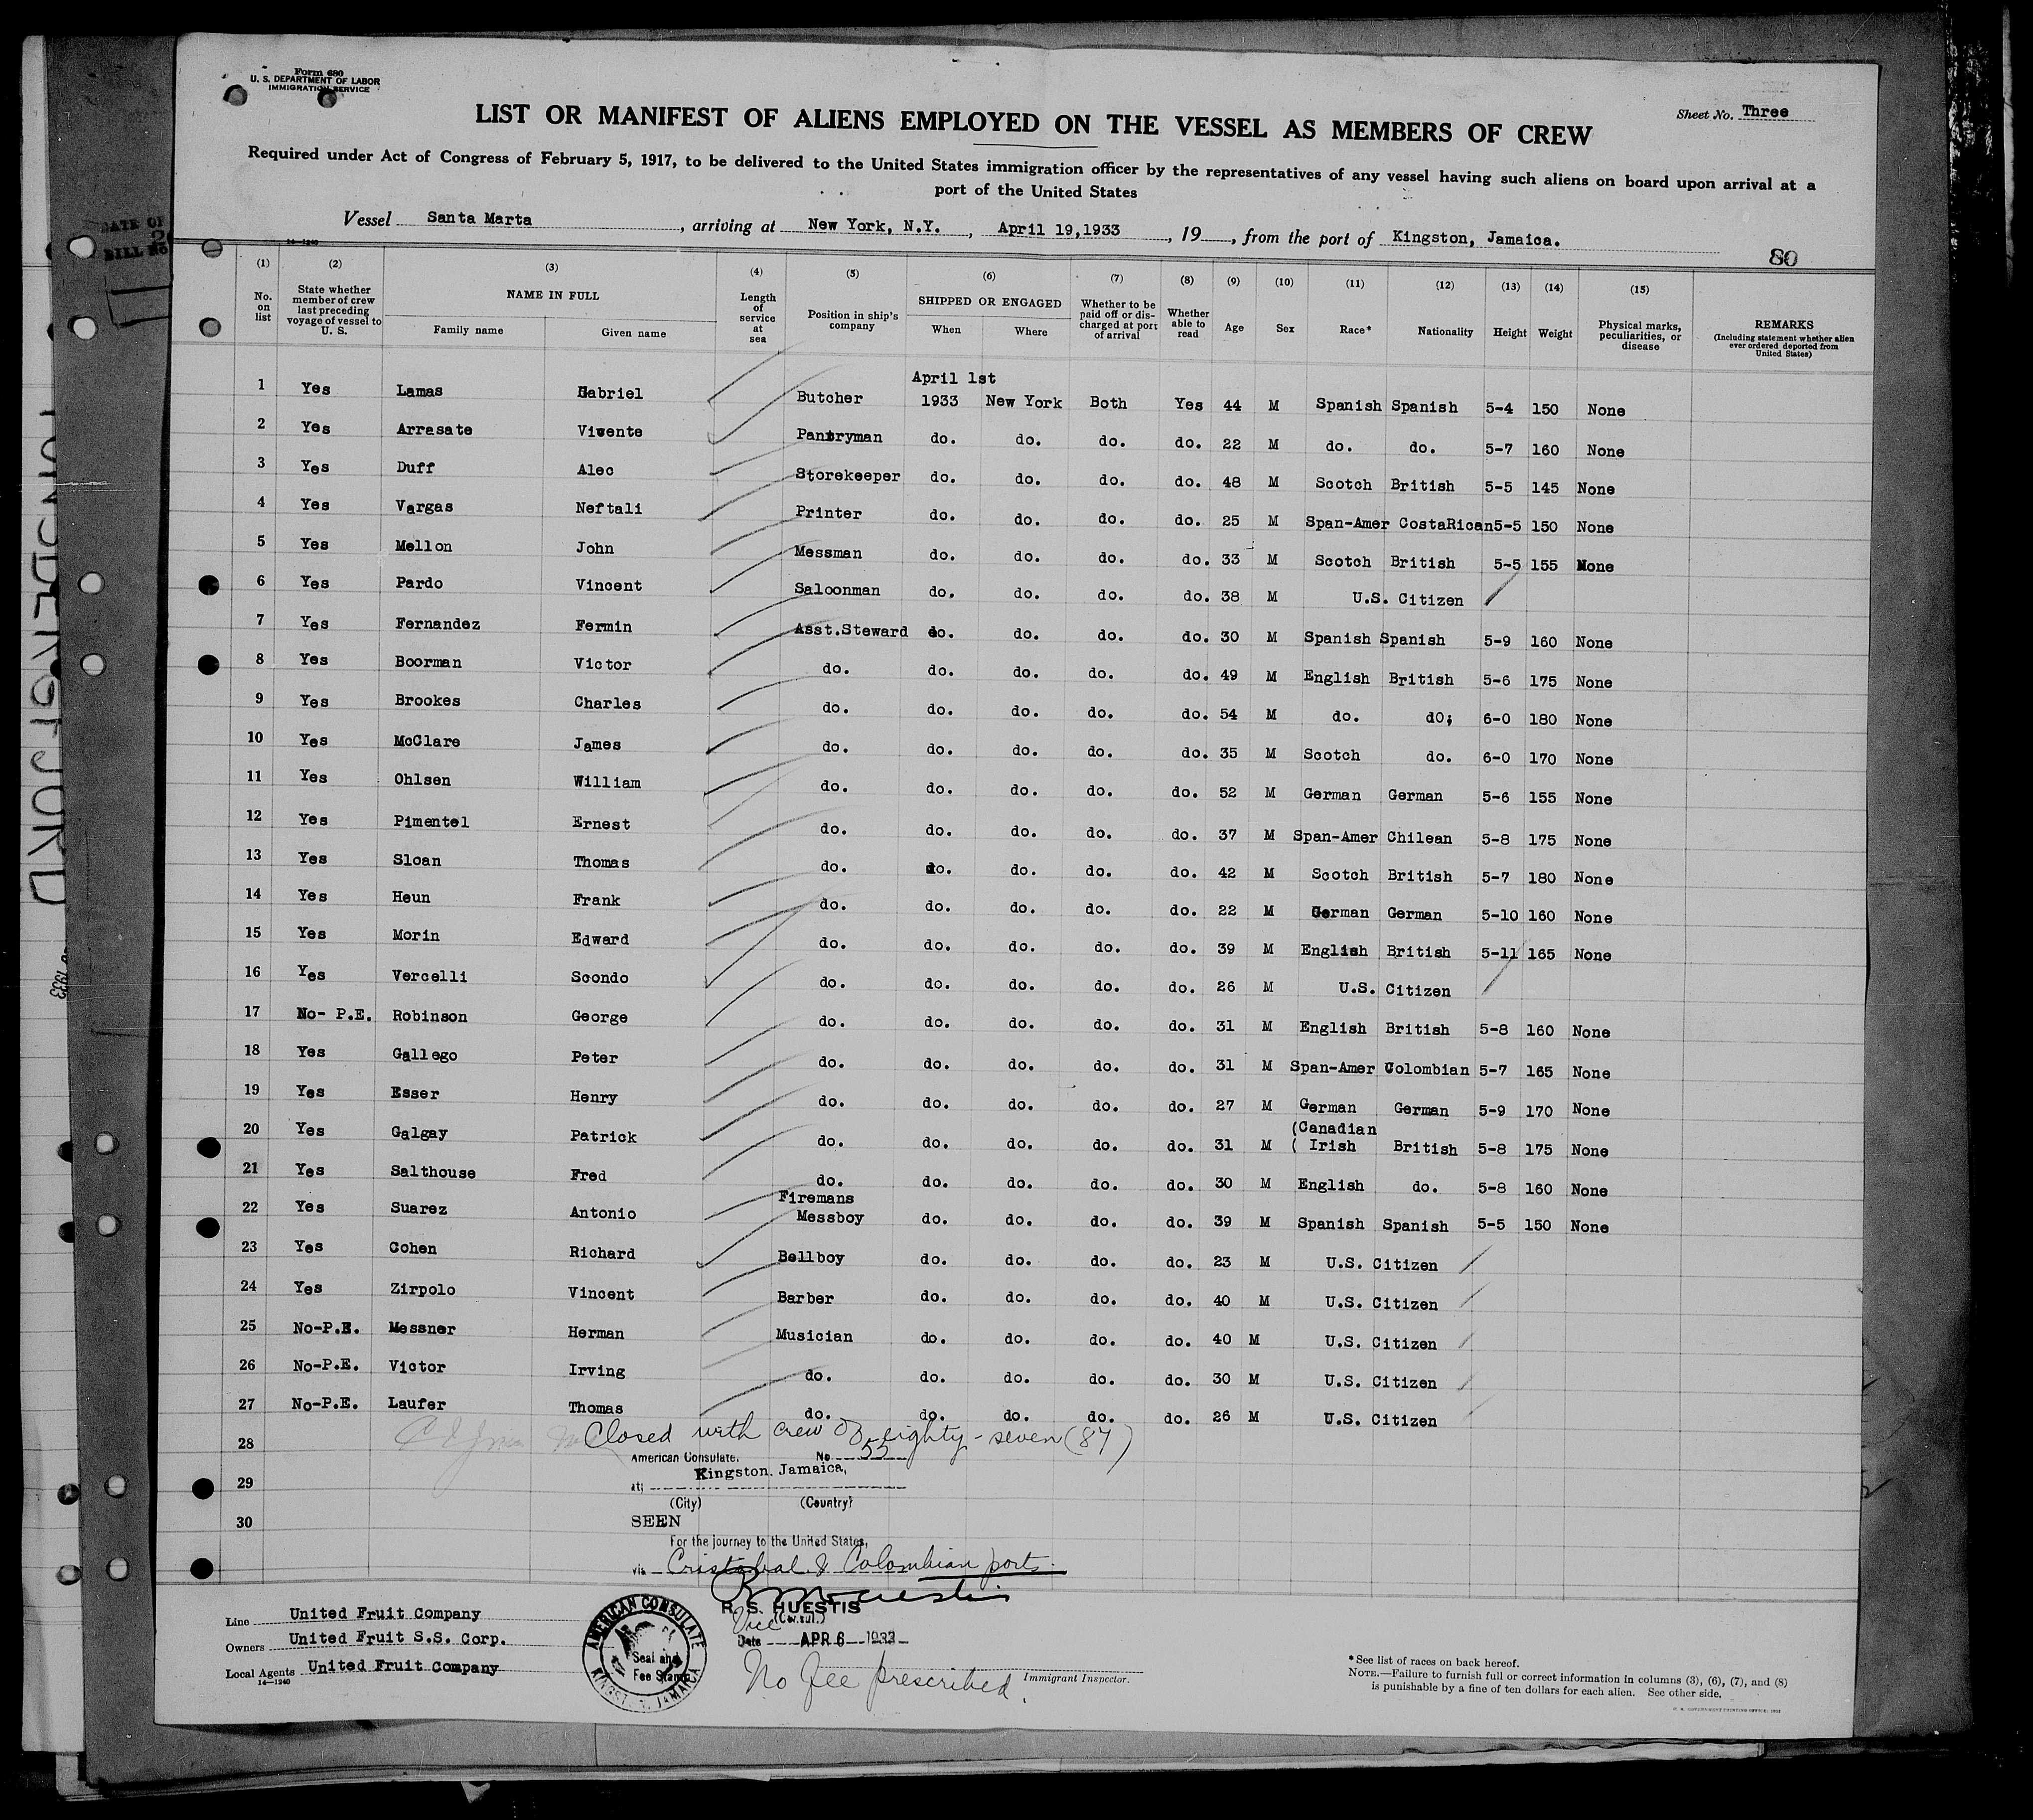 Form 680
U. S. DEPARTMENT OF LABOR
IMMIGRATION SERVICE
LIST OR MANIFEST OF ALIENS EMPLOYED ON THE VESSEL AS MEMBERS OF CREW
Sheet No. Three
Required under Act of Congress of February 5, 1917, to be delivered to the United States immigration officer by the representatives of any vessel having such aliens on board upon arrival at a
port of the United States
Vessel Santa Marta, arriving at New York, N.Y., April 19,1933, 19, from the port of Kingston, Jamaica.
14—1240
80
(1) (2) (3) (4) (5) (6) (7) (8) (9) (10) (11) (12) (13) (14) (15)
No. on list State whether member of crew last preceding voyage of vessel to U. S. NAME IN FULL Family name Given name Length of service at sea Position in ship's company SHIPPED OR ENGAGED When Where Whether to be paid off or discharged at port of arrival Whether able to read Age Sex Race* Nationality Height Weight Physical marks, peculiarities, or disease REMARKS (Including statement whether alien ever ordered deported from United States)
April 1st
1 Yes Lamas Gabriel Butcher 1933 New York Both Yes 44 M Spanish Spanish 5-4 150 None
2 Yes Arrasate Vicente Pantryman do. do. do. do. 22 M do. do. 5-7 160 None
3 Yes Duff Alec Storekeeper do. do. do. do. 48 M Scotch British 5-5 145 None
4 Yes Vargas Neftali Printer do. do. do. do. 25 M Span-Amer CostaRican 5-5 150 None
5 Yes Mellon John Messman do. do. do. do. 33 M Scotch British 5-5 155 None
6 Yes Pardo Vincent Saloonman do. do. do. do. 38 M U.S. Citizen
7 Yes Fernandez Fermin Asst.Steward do. do. do. do. 30 M Spanish Spanish 5-9 160 None
8 Yes Boorman Victor do. do. do. do. do. 49 M English British 5-6 175 None
9 Yes Brookes Charles do. do. do. do. do. 54 M do. do; 6-0 180 None
10 Yes McClare James do. do. do. do. do. 35 M Scotch do. 6-0 170 None
11 Yes Ohlsen William do. do. do. do. do. 52 M German German 5-6 155 None
12 Yes Pimentel Ernest do. do. do. do. do. 37 M Span-Amer Chilean 5-8 175 None
13 Yes Sloan Thomas do. do. do. do. do. 42 M Scotch British 5-7 180 None
14 Yes Heun Frank do. do. do. do. do. 22 M German German 5-10 160 None
15 Yes Morin Edward do. do. do. do. do. 39 M English British 5-11 165 None
16 Yes Vercelli Scondo do. do. do. do. do. 26 M U.S. Citizen
17 No- P.E. Robinson George do. do. do. do. do. 31 M English British 5-8 160 None
18 Yes Gallego Peter do. do. do. do. do. 31 M Span-Amer Colombian 5-7 165 None
19 Yes Esser Henry do. do. do. do. do. 27 M German German 5-9 170 None
(Canadian
20 Yes Galgay Patrick do. do. do. do. do. 31 M ( Irish British 5-8 175 None
21 Yes Salthouse Fred do. do. do. do. do. 30 M English do. 5-8 160 None
Firemans
22 Yes Suarez Antonio Messboy do. do. do. do. 39 M Spanish Spanish 5-5 150 None
23 Yes Cohen Richard Bellboy do. do. do. do. 23 M U.S. Citizen
24 Yes Zirpolo Vincent Barber do. do. do. do. 40 M U.S. Citizen
25 No-P.E. Messner Herman Musician do. do. do. do. 40 M U.S. Citizen
26 No-P.E. Victor Irving do. do. do. do. do. 30 M U.S. Citizen
27 No-P.E. Laufer Thomas do. do. do. do. do. 26 M U.S. Citizen
28 Closed with crew of eighty-seven (87)
American Consulate, No. 55
Kingston, Jamaica,
29 at;
(City) (Country)
30 SEEN
For the journey to the United States,
via Cristobal & Colombian ports.
R. S. HUESTIS
Vice (Consul.)
Date APR 6 1933
No fee prescribed.
Immigrant Inspector.
AMERICAN CONSULATE
KINGSTON, JAMAICA
Seal and
Fee Stamp
Line United Fruit Company
Owners United Fruit S.S. Corp.
Local Agents United Fruit Company
14—1240
* See list of races on back hereof.
NOTE.—Failure to furnish full or correct information in columns (3), (6), (7), and (8)
is punishable by a fine of ten dollars for each alien. See other side.
U. S. GOVERNMENT PRINTING OFFICE: 1932